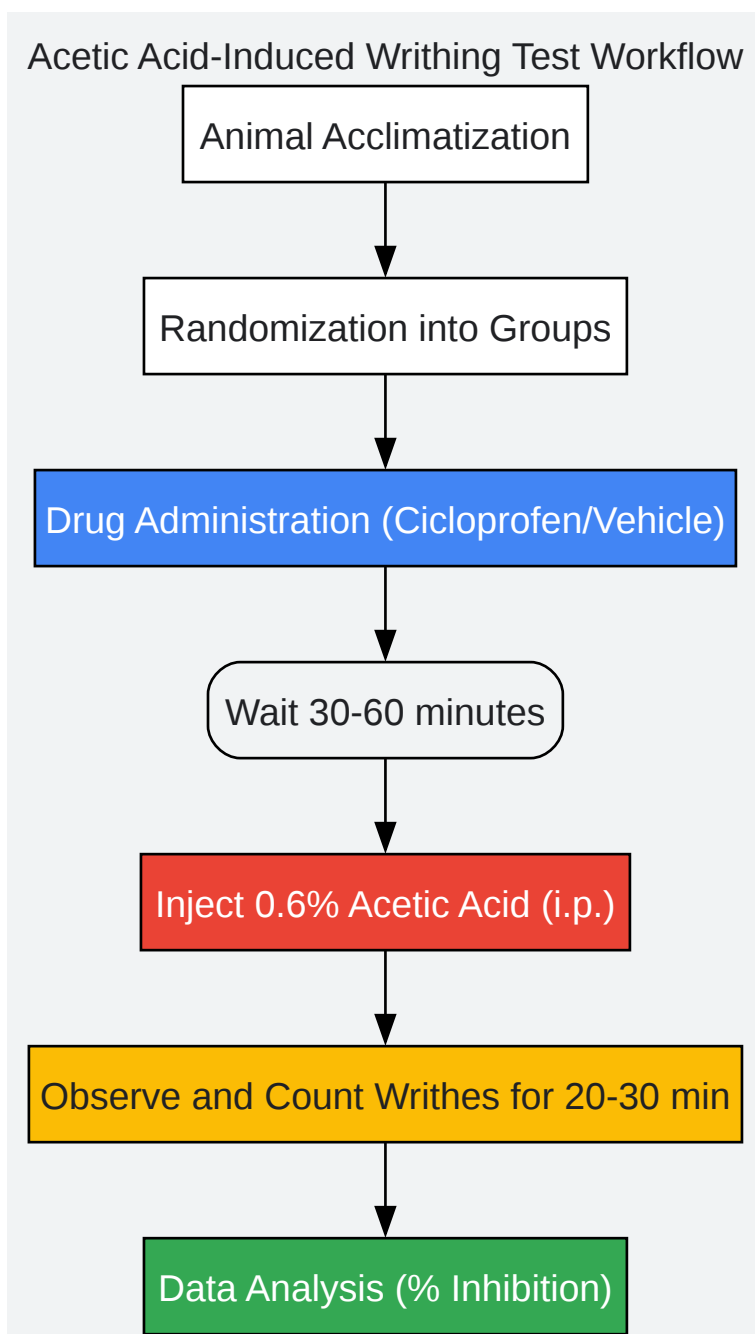 Acetic Acid-Induced Writhing Test Workflow
Animal Acclimatization
Randomization into Groups
Drug Administration (Cicloprofen/Vehicle)
Wait 30-60 minutes
Inject 0.6% Acetic Acid (i.p.)
Observe and Count Writhes for 20-30 min
Data Analysis (% Inhibition)